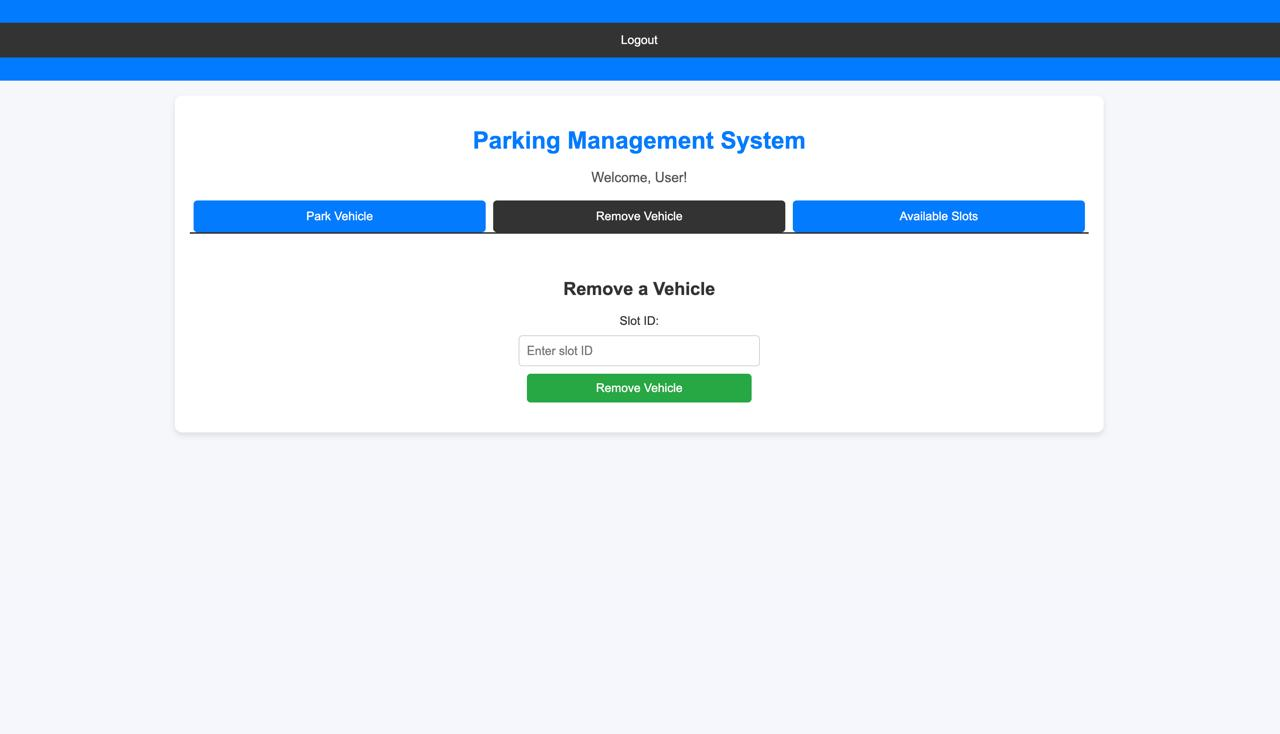 Logout
Parking Management System
Welcome, User!
Park Vehicle
Remove Vehicle
Available Slots
Remove a Vehicle
Slot ID:
Enter slot ID
Remove Vehicle